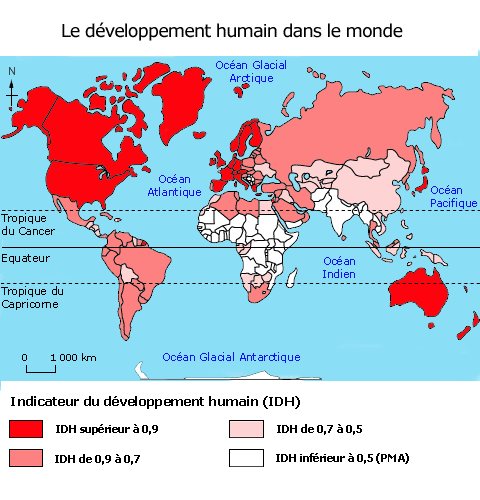 Le développement humain dans le monde
Océan Glacial
Arctique
N
Océan
Atlantique
Océan
Pacifique
Tropique
du Cancer
Equateur
Océan
Indien
Tropique du
Capricorne
0 1 000 km
Océan Glacial Antarctique
Indicateur du développement humain (IDH)
IDH supérieur à 0,9
IDH de 0,7 à 0,5
IDH de 0,9 à 0,7
IDH inférieur à 0,5 (PMA)